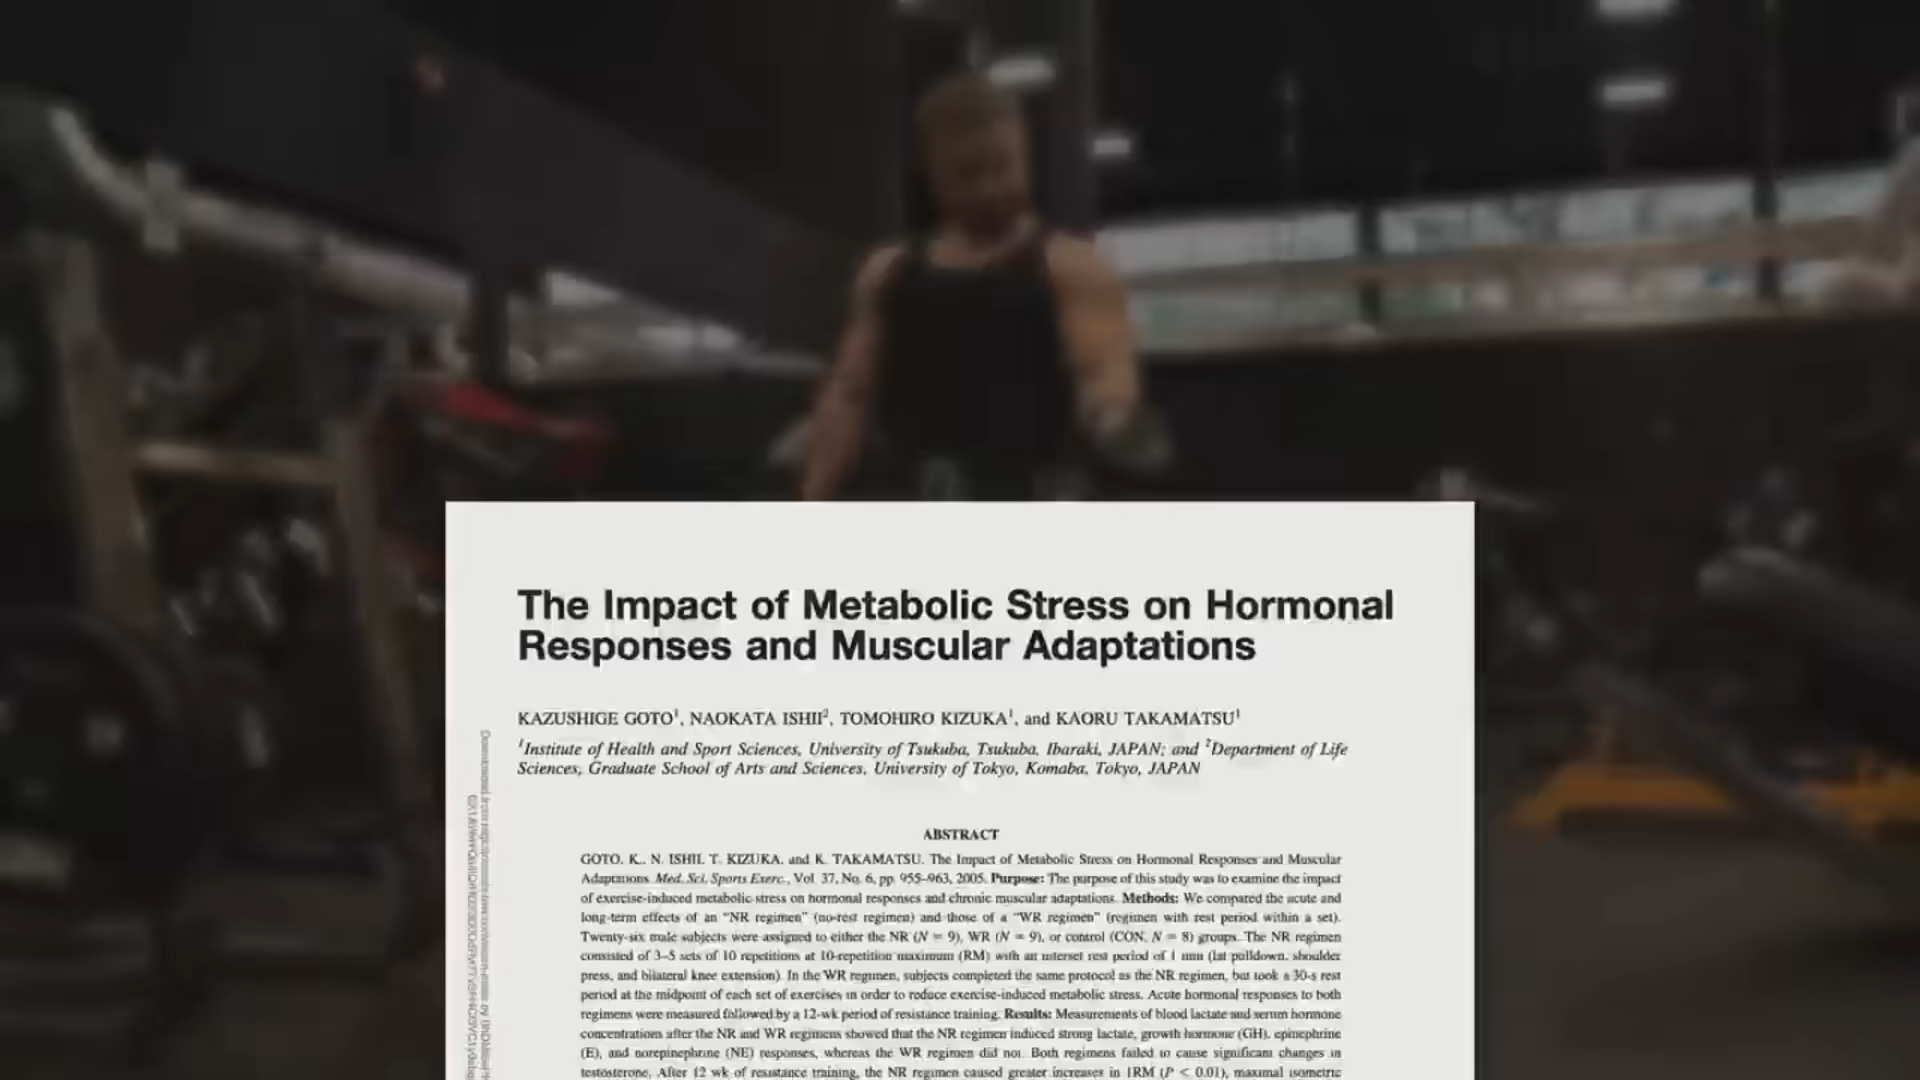 The Impact of Metabolic Stress on Hormonal
Responses and Muscular Adaptations
KAZUSHIGE GOTO¹, NAOKATA ISHII², TOMOHIRO KIZUKA¹, and KAORU TAKAMATSU¹
¹Institute of Health and Sport Sciences, University of Tsukuba, Tsukuba, Ibaraki, JAPAN; and ²Department of Life
Sciences, Graduate School of Arts and Sciences, University of Tokyo, Komaba, Tokyo, JAPAN
ABSTRACT
GOTO, K., N. ISHII, T. KIZUKA, and K. TAKAMATSU. The Impact of Metabolic Stress on Hormonal Responses and Muscular
Adaptations. Med. Sci. Sports Exerc., Vol. 37, No. 6, pp. 955–963, 2005. Purpose: The purpose of this study was to examine the impact
of exercise-induced metabolic stress on hormonal responses and chronic muscular adaptations. Methods: We compared the acute and
long-term effects of an “NR regimen” (no-rest regimen) and those of a “WR regimen” (regimen with rest period within a set).
Twenty-six male subjects were assigned to either the NR (N = 9), WR (N = 9), or control (CON, N = 8) groups. The NR regimen
consisted of 3–5 sets of 10 repetitions at 10-repetition maximum (RM) with an interset rest period of 1 min (lat pulldown, shoulder
press, and bilateral knee extension). In the WR regimen, subjects completed the same protocol as the NR regimen, but took a 30-s rest
period at the midpoint of each set of exercises in order to reduce exercise-induced metabolic stress. Acute hormonal responses to both
regimens were measured followed by a 12-wk period of resistance training. Results: Measurements of blood lactate and serum hormone
concentrations after the NR and WR regimens showed that the NR regimen induced strong lactate, growth hormone (GH), epinephrine
(E), and norepinephrine (NE) responses, whereas the WR regimen did not. Both regimens failed to cause significant changes in
testosterone. After 12 wk of resistance training, the NR regimen caused greater increases in 1RM (P < 0.01), maximal isometric